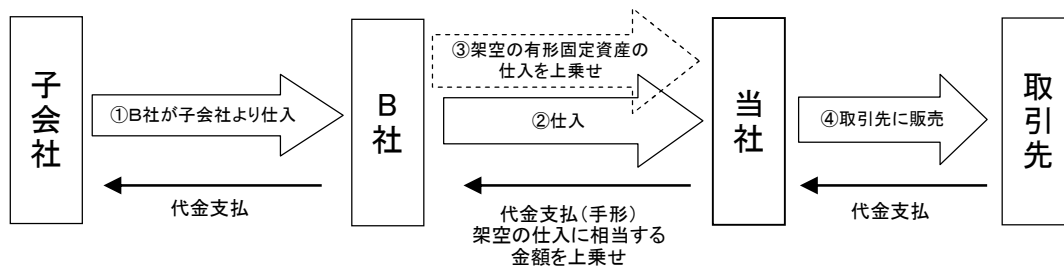 子会社
①B社が子会社より仕入
代金支払
B社
③架空の有形固定資産の
仕入を上乗せ
②仕入
代金支払(手形)
架空の仕入に相当する
金額を上乗せ
当社
④取引先に販売
代金支払
取引先